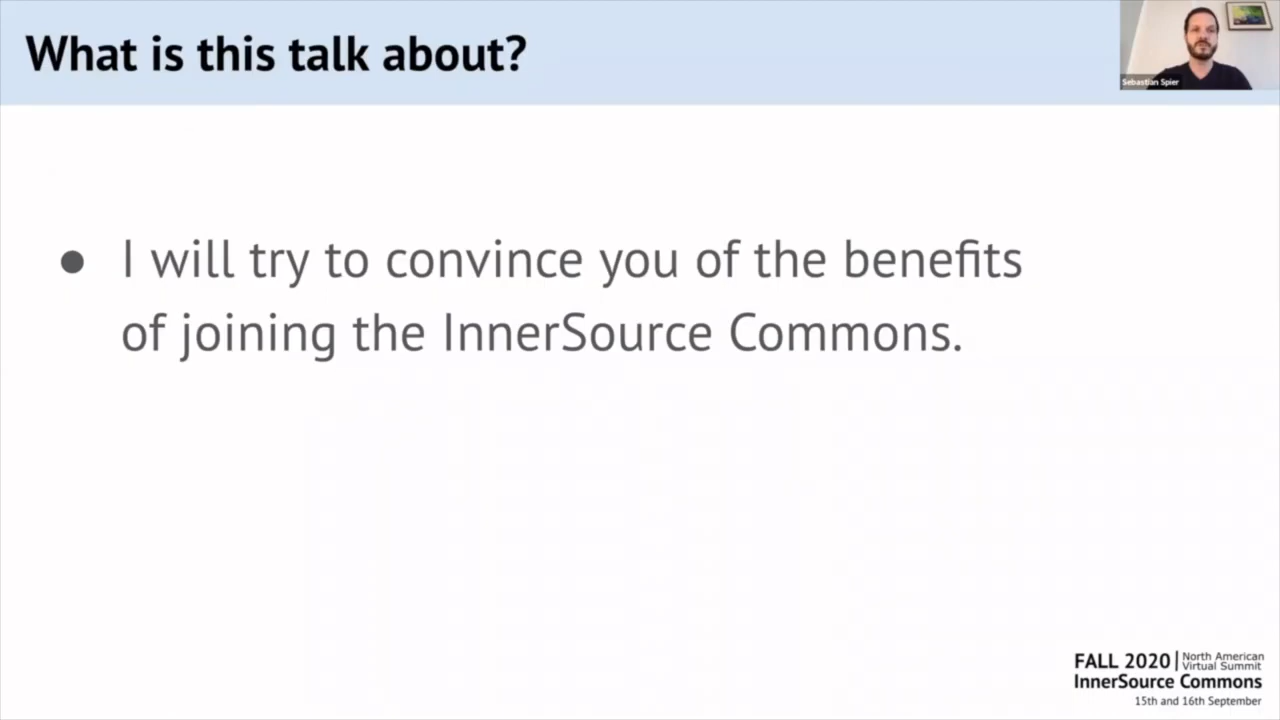 What is this talk about?
Sebastian Spier
● I will try to convince you of the benefits
of joining the InnerSource Commons.
FALL 2020 | North American
Virtual Summit
InnerSource Commons
15th and 16th September